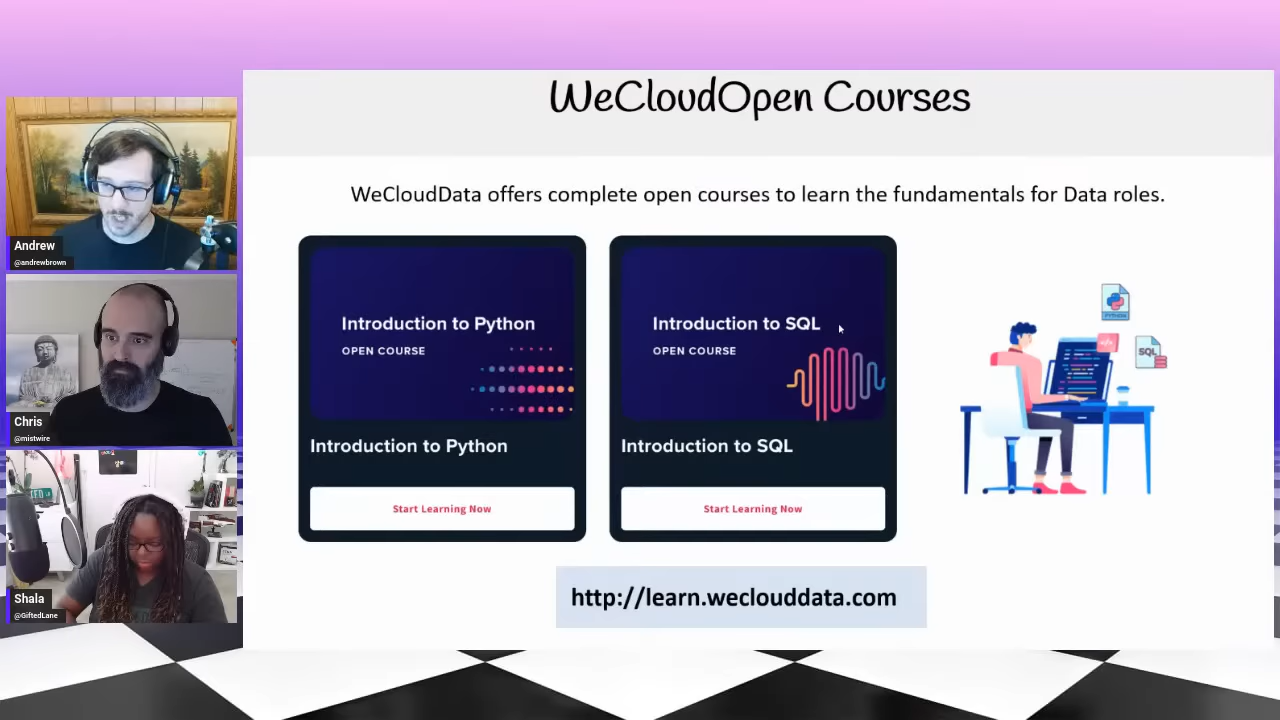 WeCloudOpen Courses
WeCloudData offers complete open courses to learn the fundamentals for Data roles.
Introduction to Python
OPEN COURSE
Introduction to Python
Start Learning Now
Introduction to SQL
OPEN COURSE
Introduction to SQL
Start Learning Now
PYTHON
SQL
http://learn.weclouddata.com
Andrew
@andrewbrown
Chris
@mistwire
Shala
@GiftedLane